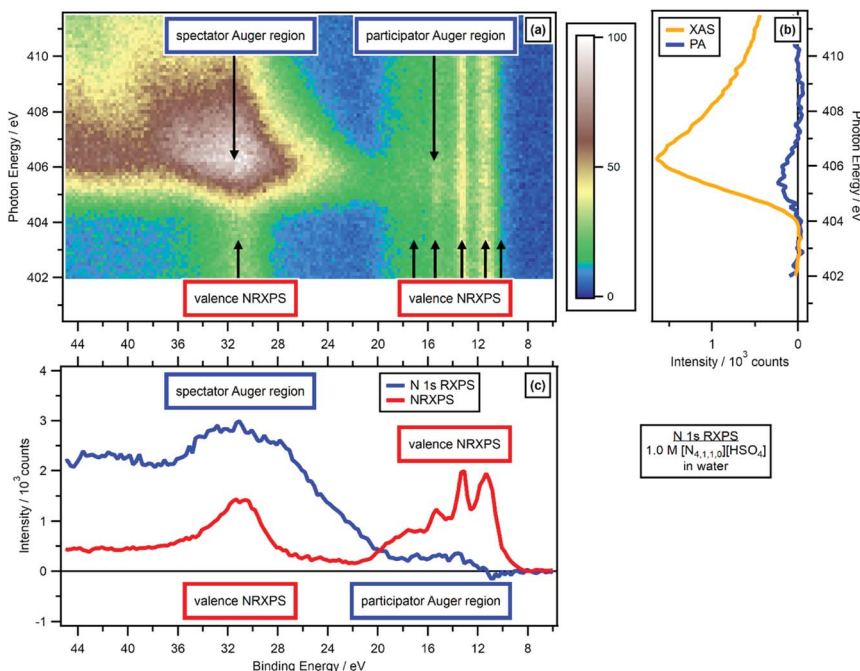 (a)
spectator Auger region
participator Auger region
valence NRXPS
valence NRXPS
Photon Energy / eV
410
408
406
404
402
44 40 36 32 28 24 20 16 12 8
100
50
0
(b)
XAS
PA
Photon Energy / eV
410
408
406
404
402
1 0
Intensity / 10³ counts
(c)
spectator Auger region
N 1s RXPS
NRXPS
valence NRXPS
valence NRXPS
participator Auger region
Intensity / 10³ counts
4
3
2
1
0
-1
44 40 36 32 28 24 20 16 12 8
Binding Energy / eV
N 1s RXPS
1.0 M [N4,1,1,0][HSO4]
in water